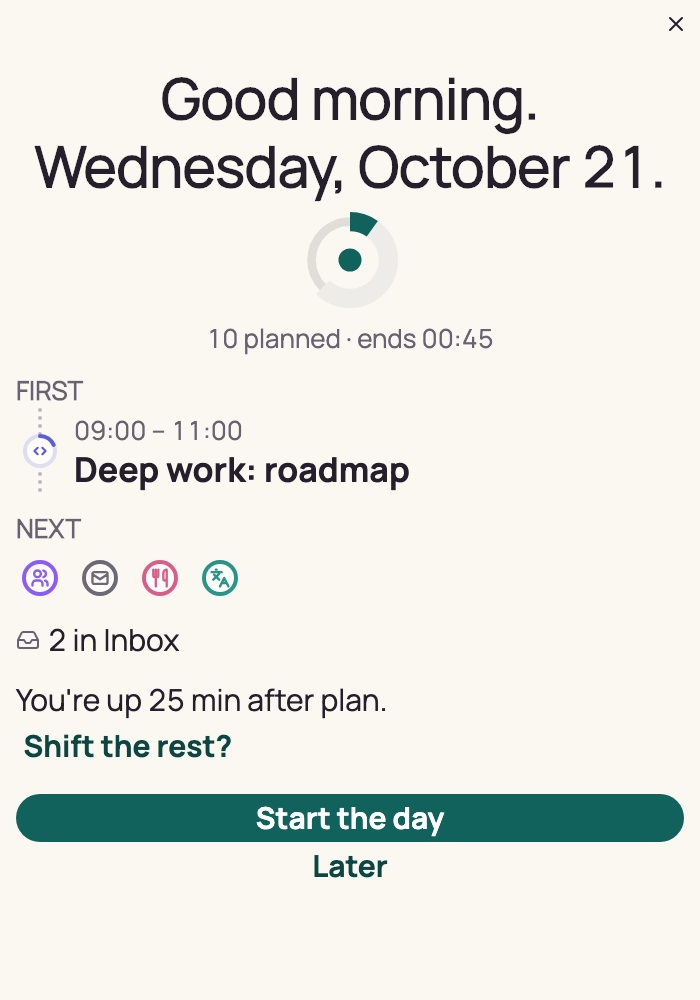 Good morning.
Wednesday, October 21.
10 planned · ends 00:45
FIRST
09:00 – 11:00
Deep work: roadmap
NEXT
2 in Inbox
You're up 25 min after plan.
Shift the rest?
Start the day
Later